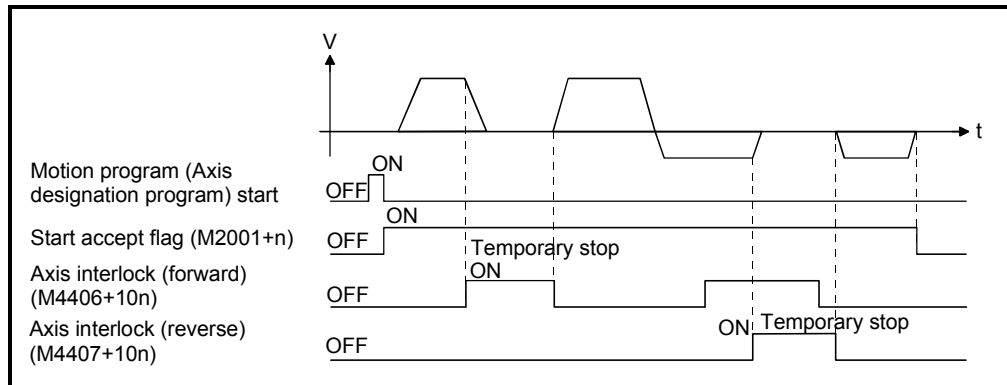 V
t
Motion program (Axis
designation program) start
ON
OFF
Start accept flag (M2001+n)
ON
OFF
Temporary stop
Axis interlock (forward)
(M4406+10n)
ON
OFF
Axis interlock (reverse)
(M4407+10n)
ON
Temporary stop
OFF